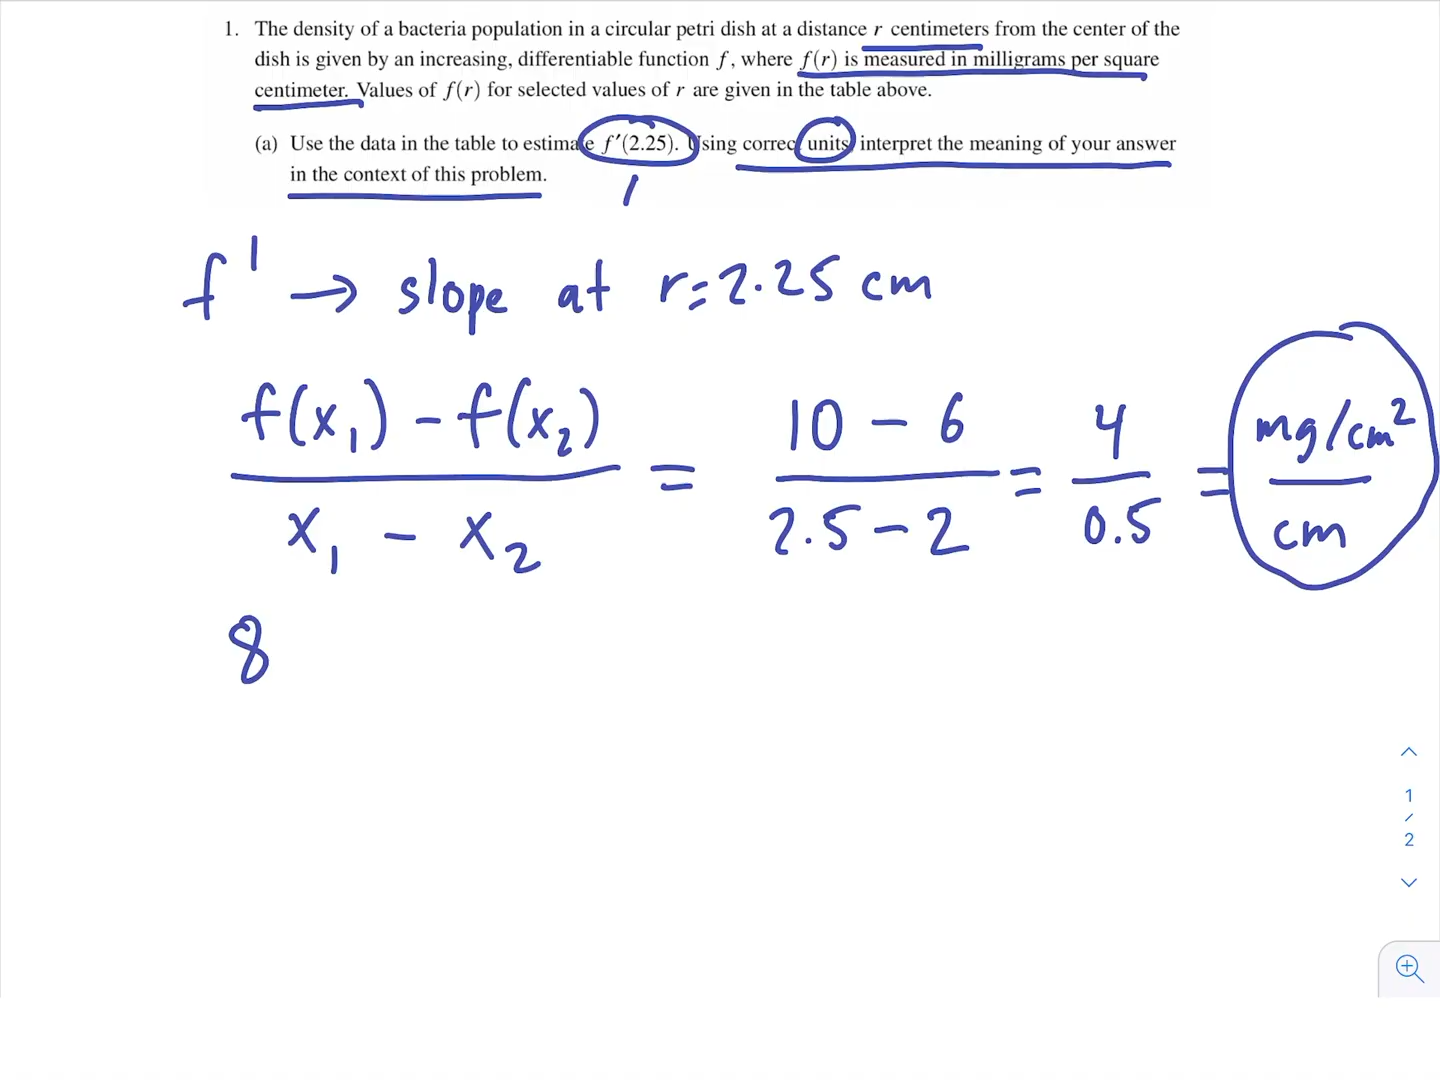 1. The density of a bacteria population in a circular petri dish at a distance r centimeters from the center of the
dish is given by an increasing, differentiable function f, where f(r) is measured in milligrams per square
centimeter. Values of f(r) for selected values of r are given in the table above.
(a) Use the data in the table to estimate f′(2.25). Using correct units, interpret the meaning of your answer
in the context of this problem.
f' → slope at r=2.25 cm
f(x₁) - f(x₂) 10 - 6 4 mg/cm²
= = =
x₁ - x₂ 2.5 - 2 0.5 cm
8
1
/
2